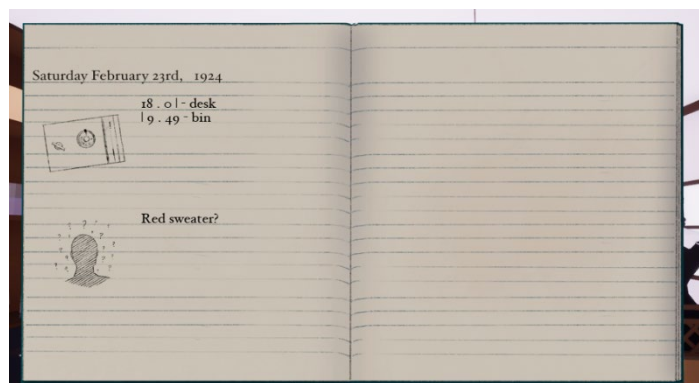 Saturday February 23rd, 1924
18 . 01 - desk
19 . 49 - bin
Red sweater?